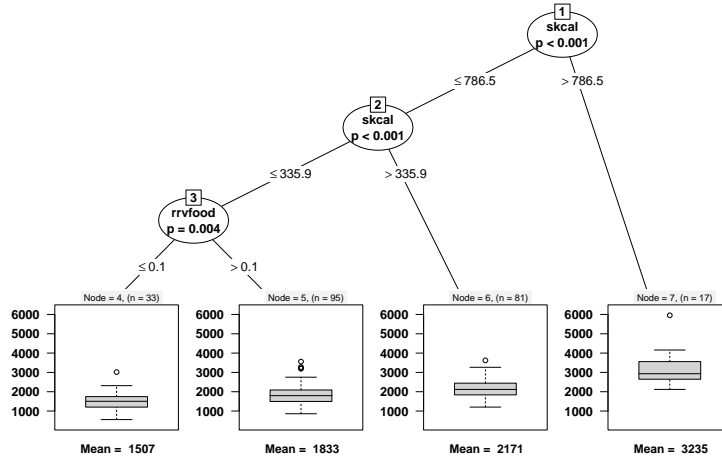 1
skcal
p < 0.001
≤ 786.5
> 786.5
2
skcal
p < 0.001
≤ 335.9
> 335.9
3
rrvfood
p = 0.004
≤ 0.1
> 0.1
Node = 4, (n = 33)
6000
5000
4000
3000
2000
1000
Mean = 1507
Node = 5, (n = 95)
6000
5000
4000
3000
2000
1000
Mean = 1833
Node = 6, (n = 81)
6000
5000
4000
3000
2000
1000
Mean = 2171
Node = 7, (n = 17)
6000
5000
4000
3000
2000
1000
Mean = 3235